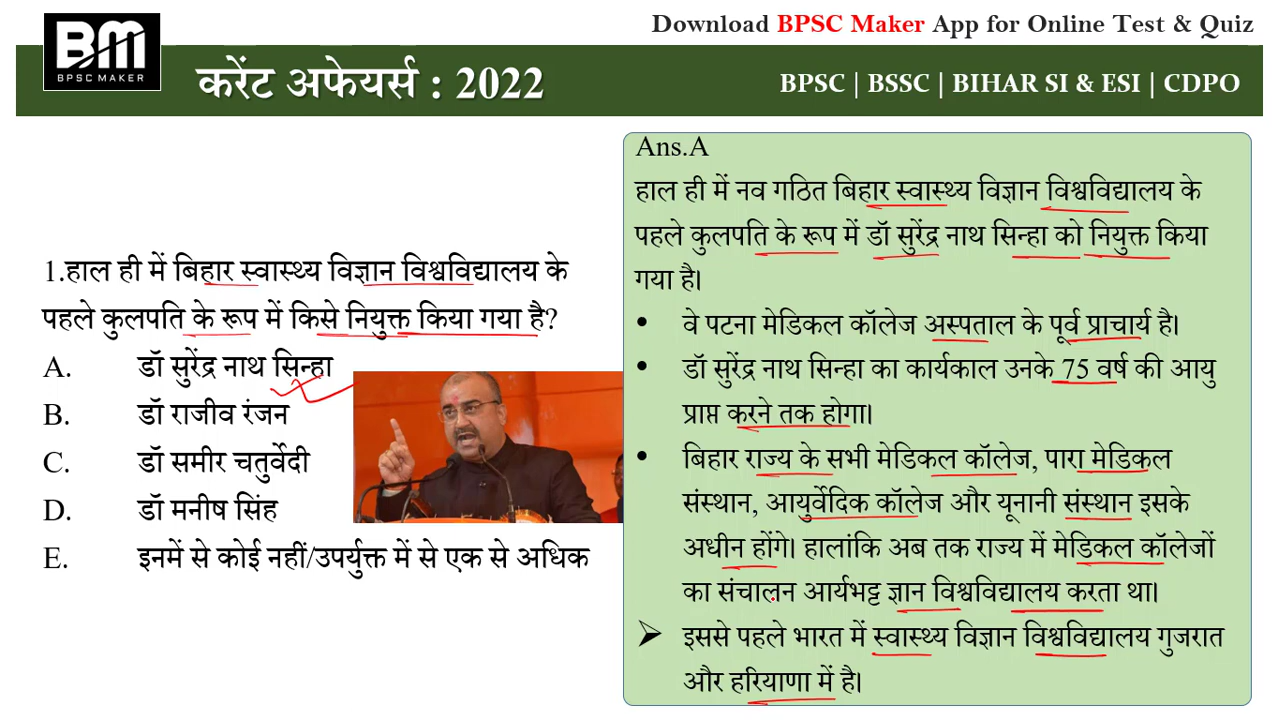 Download BPSC Maker App for Online Test & Quiz
BM
BPSC MAKER
करेंट अफेयर्स : 2022
BPSC | BSSC | BIHAR SI & ESI | CDPO
1.हाल ही में बिहार स्वास्थ्य विज्ञान विश्वविद्यालय के
पहले कुलपति के रूप में किसे नियुक्त किया गया है?
A. डॉ सुरेंद्र नाथ सिन्हा
B. डॉ राजीव रंजन
C. डॉ समीर चतुर्वेदी
D. डॉ मनीष सिंह
E. इनमें से कोई नहीं/उपर्युक्त में से एक से अधिक
Ans.A
हाल ही में नव गठित बिहार स्वास्थ्य विज्ञान विश्वविद्यालय के
पहले कुलपति के रूप में डॉ सुरेंद्र नाथ सिन्हा को नियुक्त किया
गया है।
• वे पटना मेडिकल कॉलेज अस्पताल के पूर्व प्राचार्य है।
• डॉ सुरेंद्र नाथ सिन्हा का कार्यकाल उनके 75 वर्ष की आयु
प्राप्त करने तक होगा।
• बिहार राज्य के सभी मेडिकल कॉलेज, पारा मेडिकल
संस्थान, आयुर्वेदिक कॉलेज और यूनानी संस्थान इसके
अधीन होंगे। हालांकि अब तक राज्य में मेडिकल कॉलेजों
का संचालन आर्यभट्ट ज्ञान विश्वविद्यालय करता था।
➢ इससे पहले भारत में स्वास्थ्य विज्ञान विश्वविद्यालय गुजरात
और हरियाणा में है।